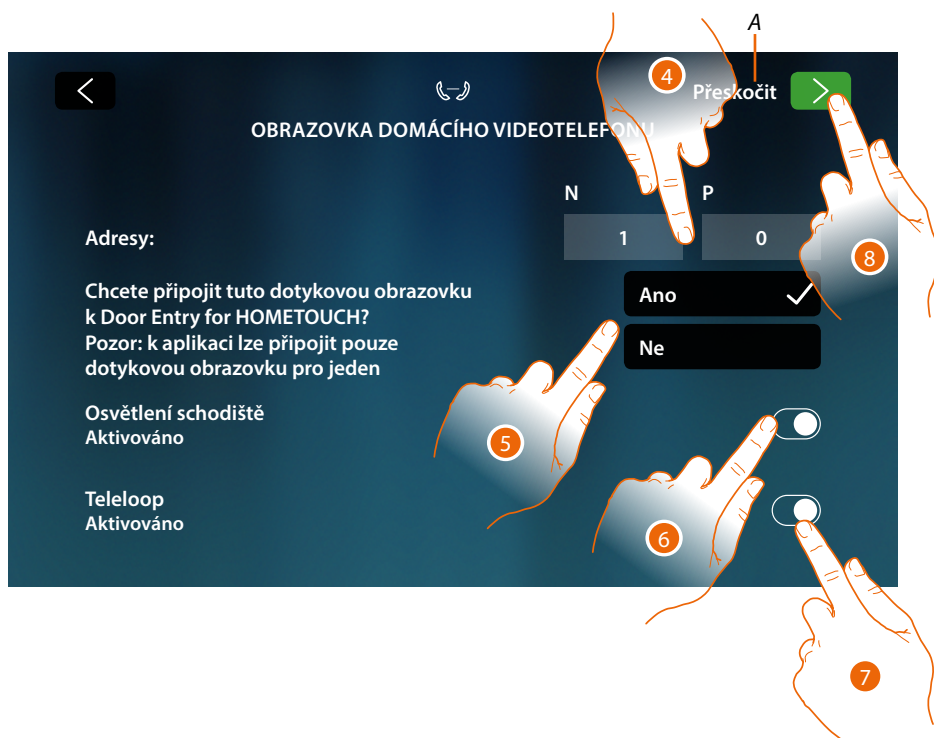 A
4
Přeskočit
OBRAZOVKA DOMÁCÍHO VIDEOTELEFONU
N P
Adresy:
1 0
8
Chcete připojit tuto dotykovou obrazovku
k Door Entry for HOMETOUCH?
Pozor: k aplikaci lze připojit pouze
dotykovou obrazovku pro jeden
Ano
Ne
Osvětlení schodiště
Aktivováno
5
6
Teleloop
Aktivováno
7